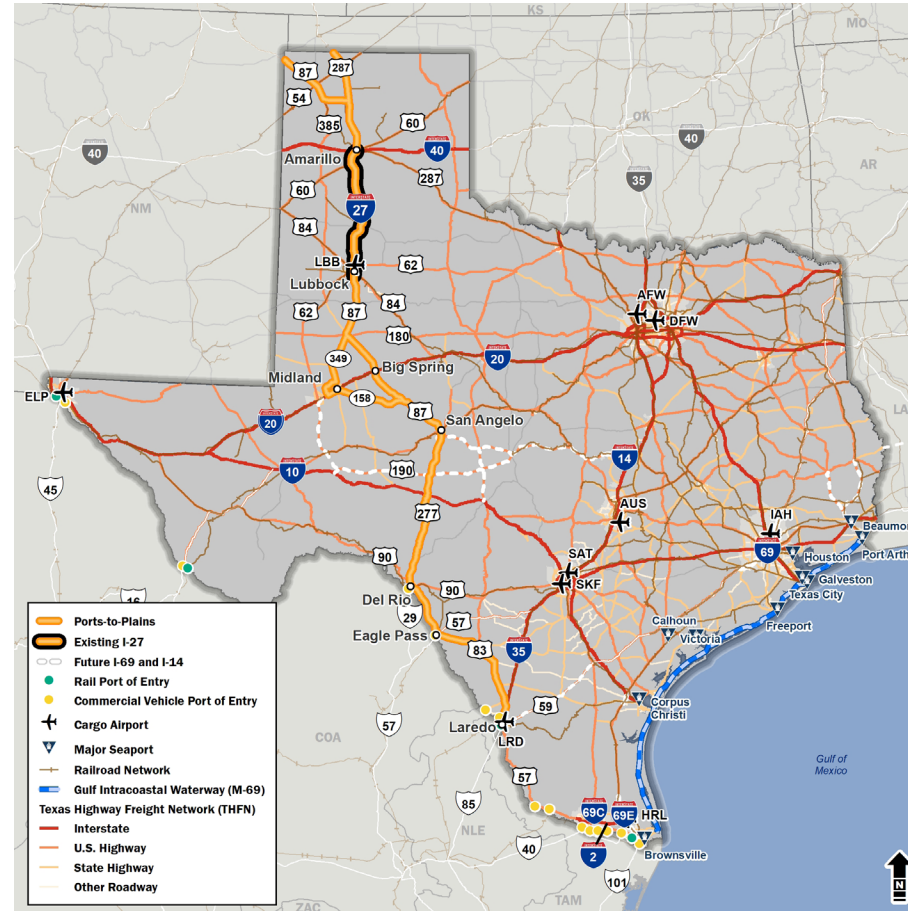 KS
MO
87
287
54
385
60
OK
40
Amarillo
40
40
287
35
AR
60
27
NM
84
LBB
62
Lubbock
84
62
87
AFW
DFW
180
349
20
Big Spring
Midland
158
87
ELP
San Angelo
20
LA
14
10
190
45
277
AUS
IAH
Beaumon
90
SAT
69
Houston
Port Arth
SKF
Galveston
90
Del Rio
Texas City
16
29
57
Freeport
Calhoun
Eagle Pass
Victoria
83
35
59
Corpus
Christi
57
Laredo
COA
LRD
Gulf of
Mexico
57
85
69C
69E
HRL
NLE
40
2
Brownsville
101
TAM
ZAC
N
Ports-to-Plains
Existing I-27
Future I-69 and I-14
Rail Port of Entry
Commercial Vehicle Port of Entry
Cargo Airport
Major Seaport
Railroad Network
Gulf Intracoastal Waterway (M-69)
Texas Highway Freight Network (THFN)
Interstate
U.S. Highway
State Highway
Other Roadway